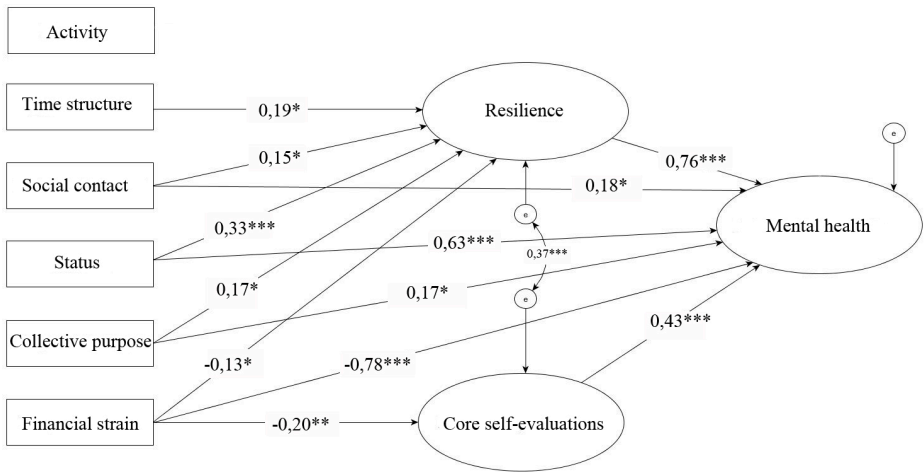 Activity
Time structure
0,19*
Resilience
e
0,15*
0,76***
Social contact
0,18*
e
0,33***
Mental health
0,63***
Status
0,37***
0,17*
0,17*
e
0,43***
Collective purpose
-0,13*
-0,78***
Financial strain
-0,20**
Core self-evaluations